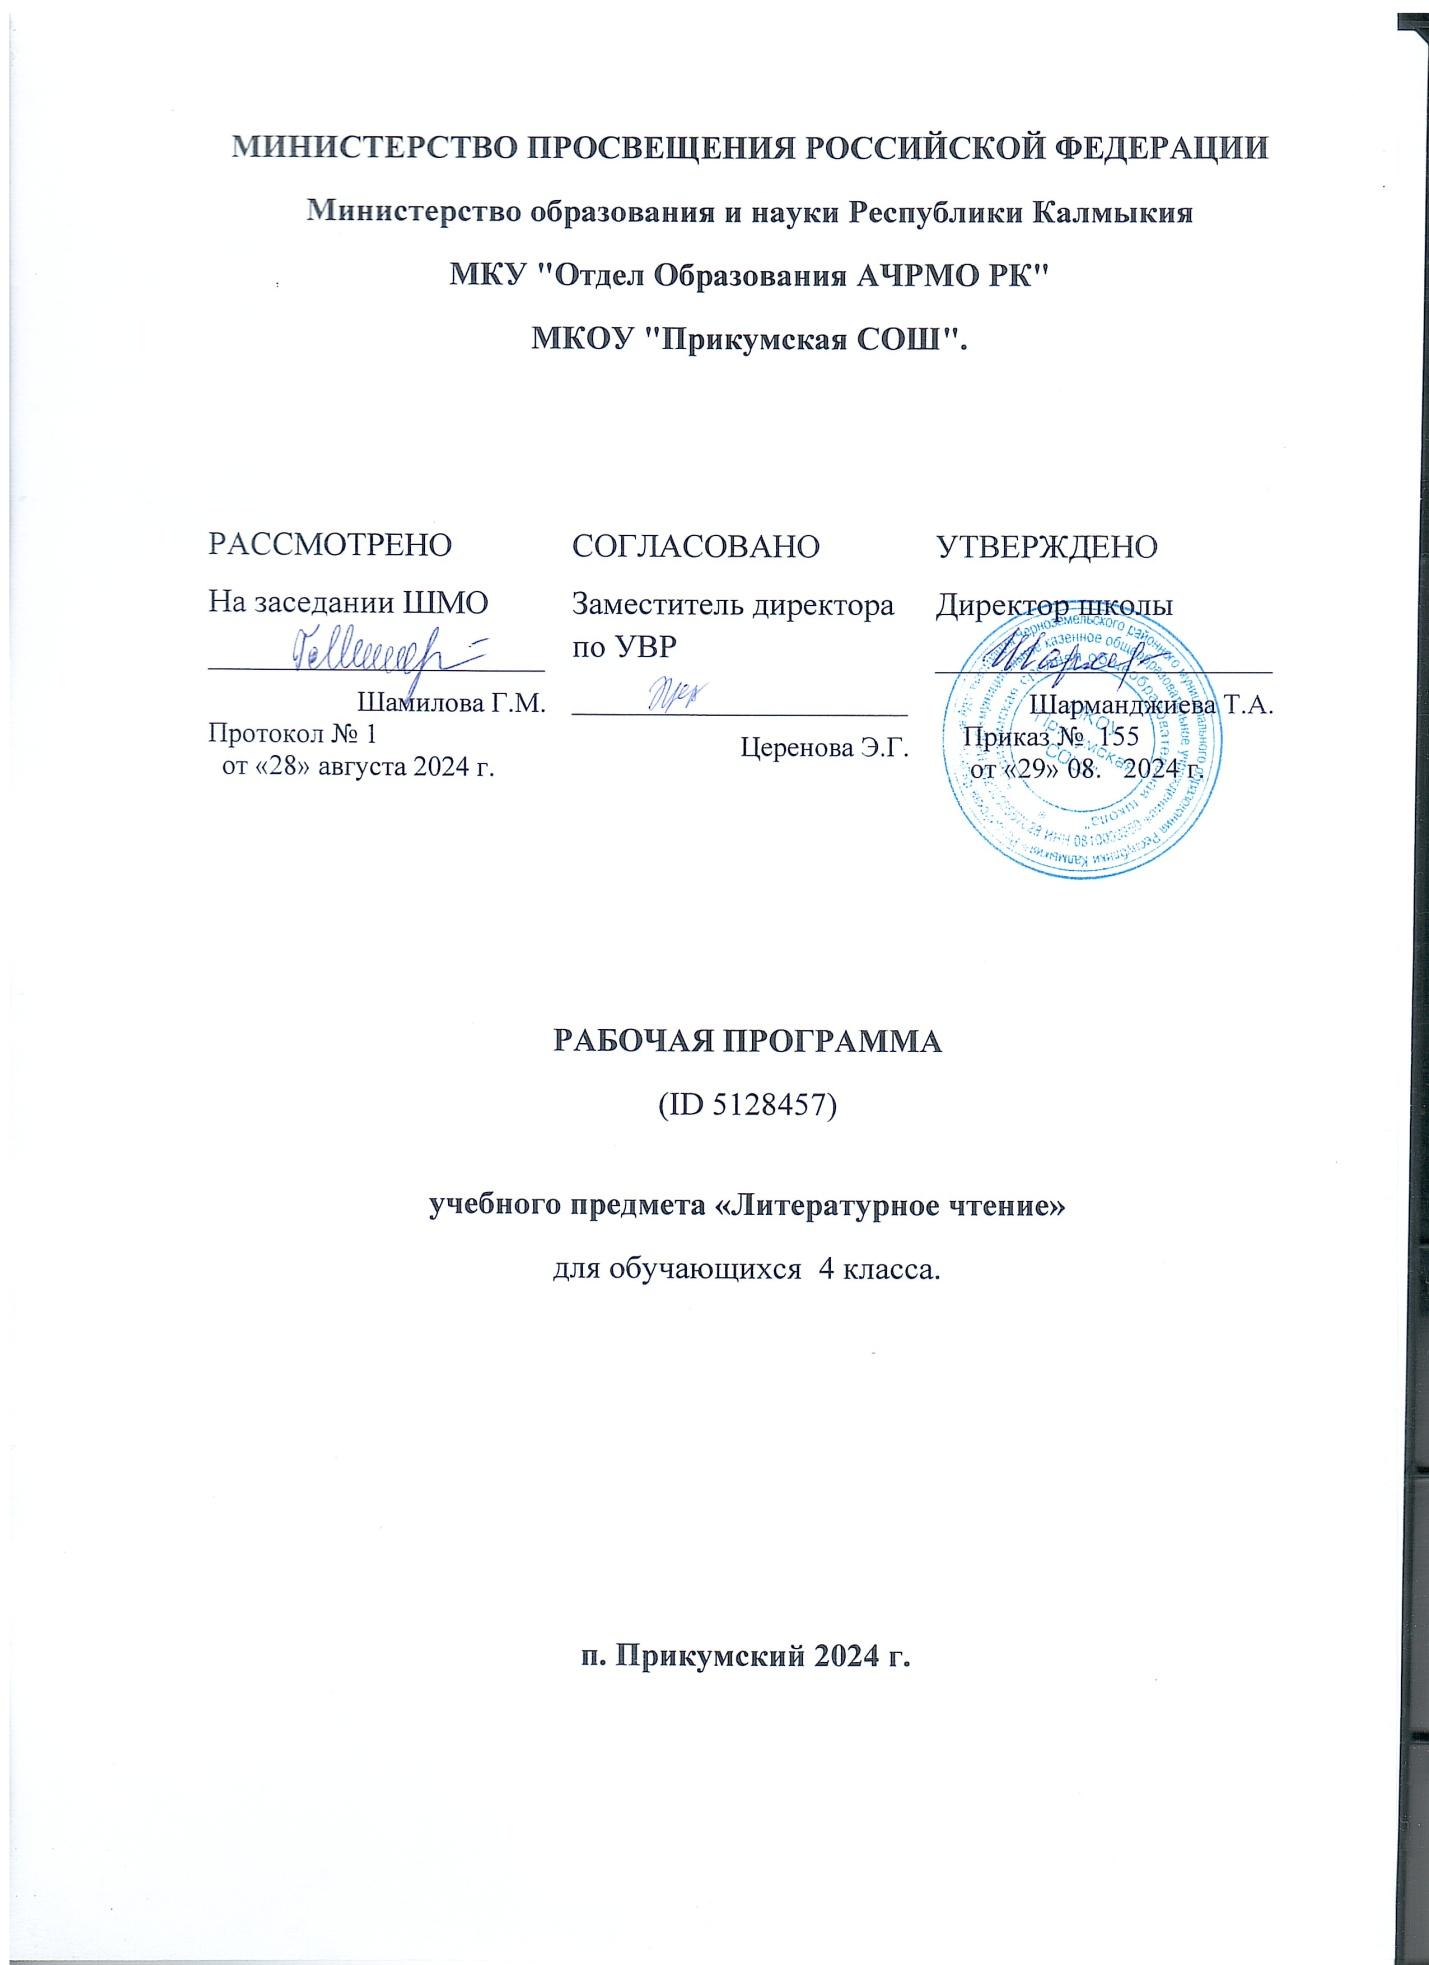 МИНИСТЕРСТВО ПРОСВЕЩЕНИЯ РОССИЙСКОЙ ФЕДЕРАЦИИ
Министерство образования и науки Республики Калмыкия
МКУ "Отдел Образования АЧРМО РК"
МКОУ "Прикумская СОШ".
РАССМОТРЕНО
На заседании ШМО
Шамилова Г.М.
Протокол № 1
от «28» августа 2024 г.
СОГЛАСОВАНО
Заместитель директора
по УВР
Церенова Э.Г.
УТВЕРЖДЕНО
Директор школы
Шарманджиева Т.А.
Приказ № 155
от «29» 08. 2024 г.
МКОУ
"Прикумская
СОШ"
РАБОЧАЯ ПРОГРАММА
(ID 5128457)
учебного предмета «Литературное чтение»
для обучающихся 4 класса.
п. Прикумский 2024 г.